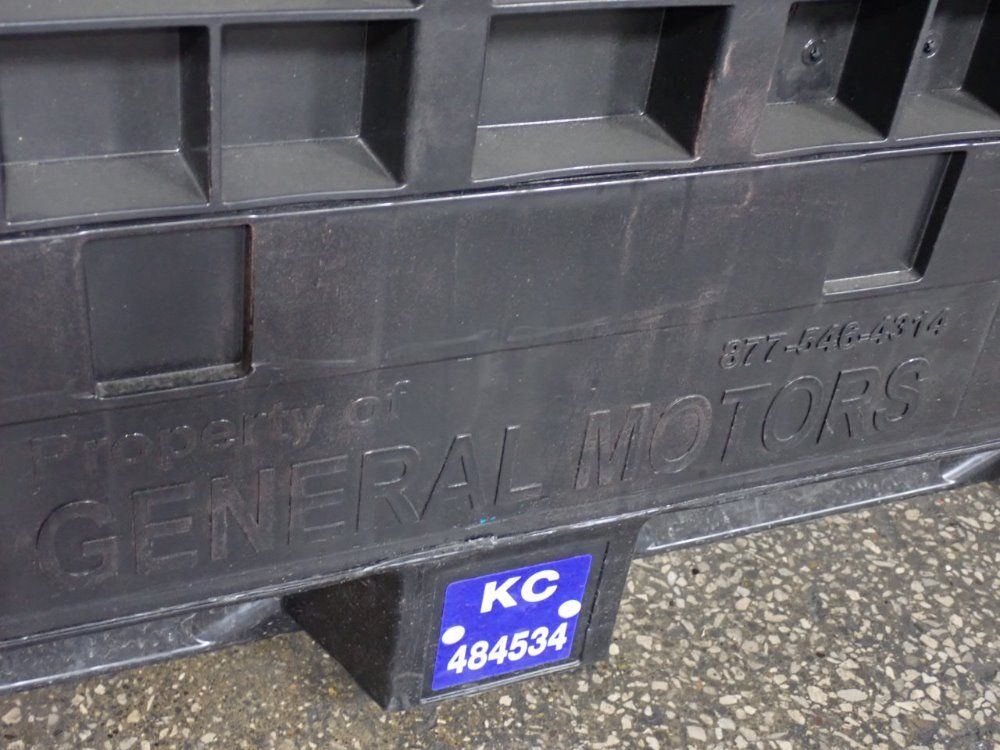 877-546-4314
Property of
GENERAL MOTORS
KC
484534